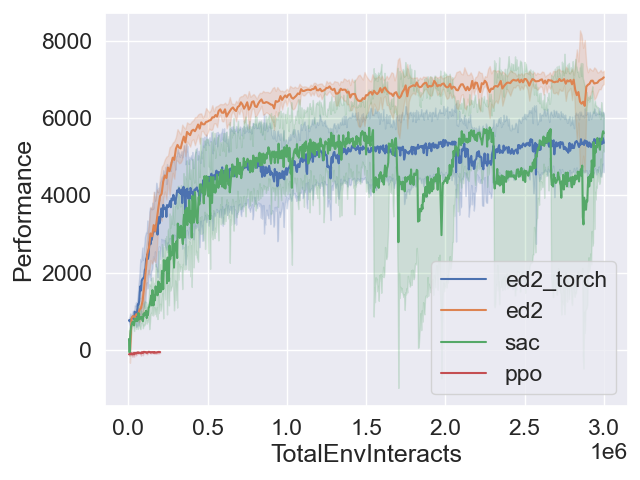 8000
6000
4000
2000
0
Performance
0.0 0.5 1.0 1.5 2.0 2.5 3.0
1e6
TotalEnvInteracts
ed2_torch
ed2
sac
ppo